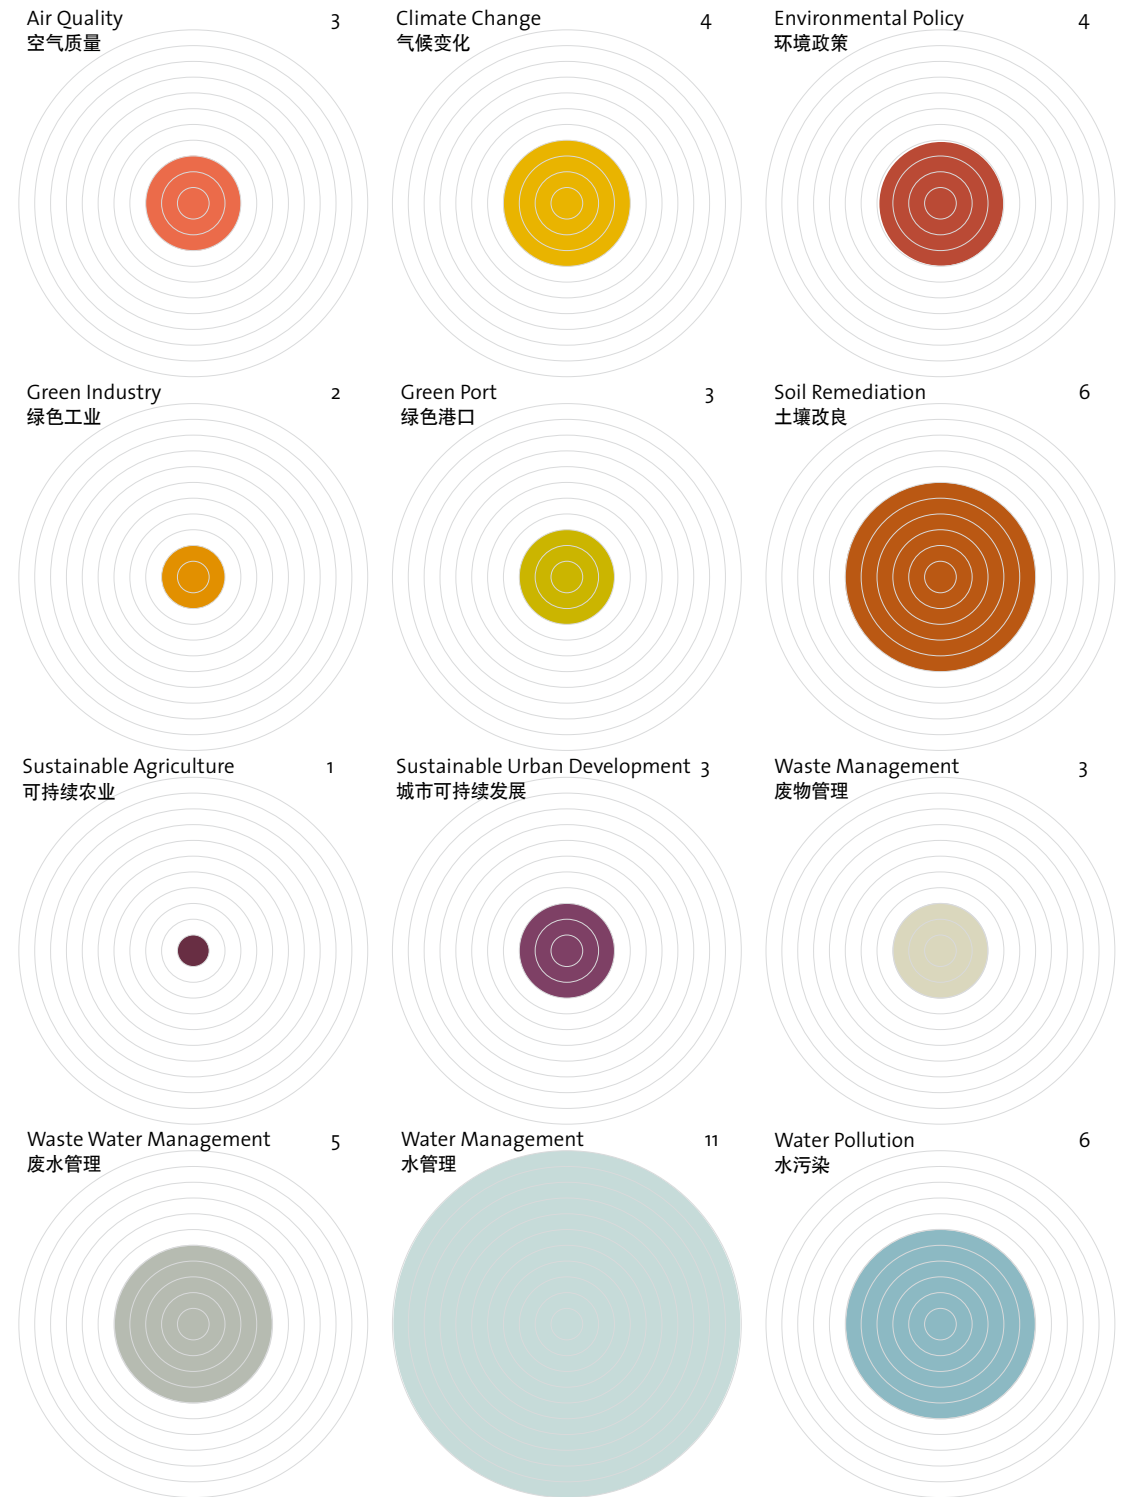 Air Quality 3
空气质量
Climate Change 4
气候变化
Environmental Policy 4
环境政策
Green Industry 2
绿色工业
Green Port 3
绿色港口
Soil Remediation 6
土壤改良
Sustainable Agriculture 1
可持续农业
Sustainable Urban Development 3
城市可持续发展
Waste Management 3
废物管理
Waste Water Management 5
废水管理
Water Management 11
水管理
Water Pollution 6
水污染